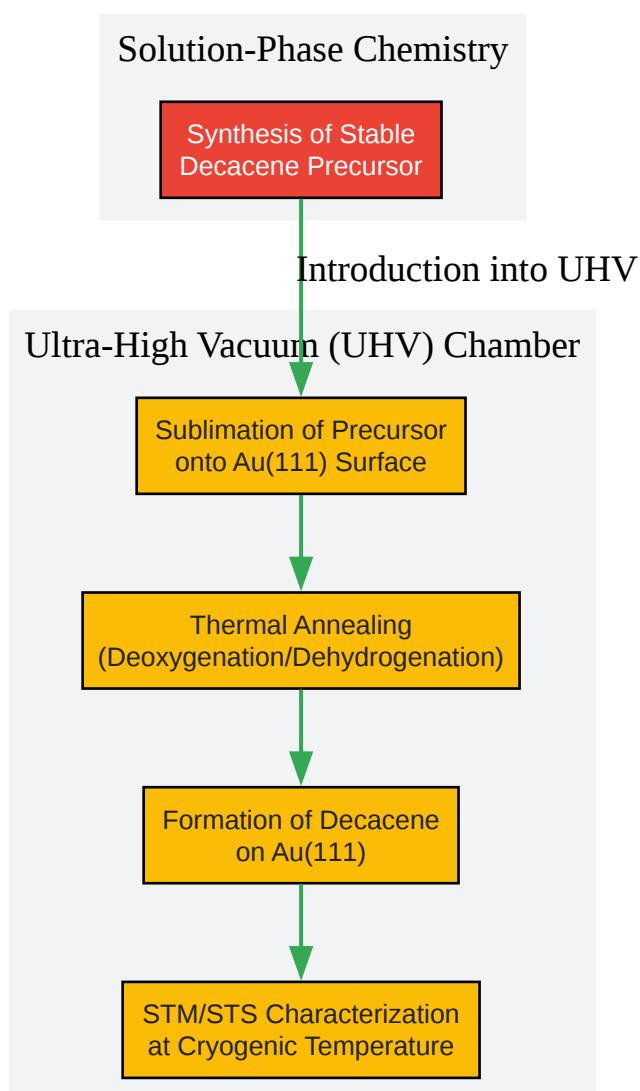 Solution-Phase Chemistry
Synthesis of Stable
Decacene Precursor
Introduction into UHV
Ultra-High Vacuum (UHV) Chamber
Sublimation of Precursor
onto Au(111) Surface
Thermal Annealing
(Deoxygenation/Dehydrogenation)
Formation of Decacene
on Au(111)
STM/STS Characterization
at Cryogenic Temperature